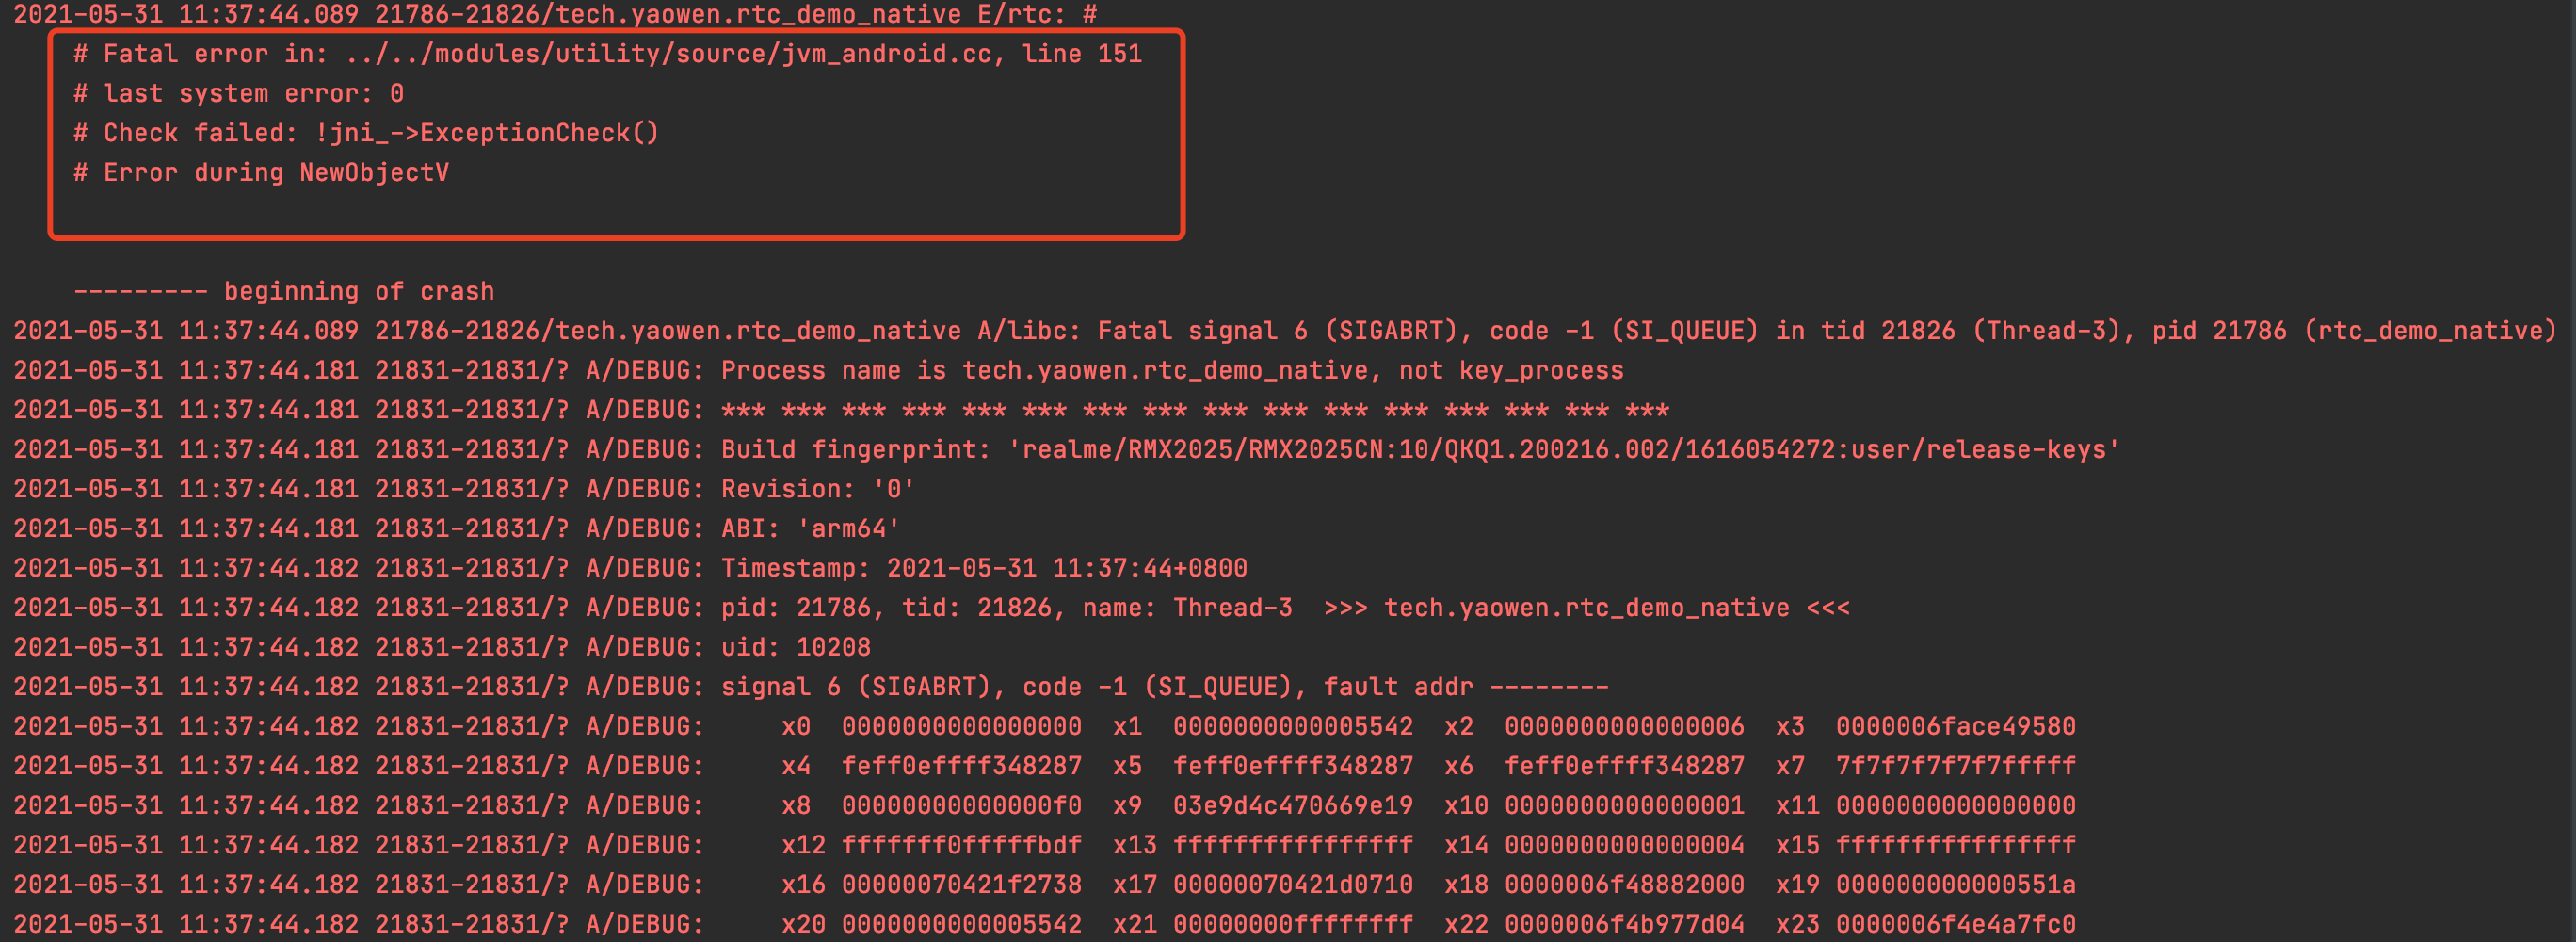 2021-05-31 11:37:44.089 21786-21826/tech.yaowen.rtc_demo_native E/rtc: #
# Fatal error in: ../../modules/utility/source/jvm_android.cc, line 151
# last system error: 0
# Check failed: !jni_->ExceptionCheck()
# Error during NewObjectV
--------- beginning of crash
2021-05-31 11:37:44.089 21786-21826/tech.yaowen.rtc_demo_native A/libc: Fatal signal 6 (SIGABRT), code -1 (SI_QUEUE) in tid 21826 (Thread-3), pid 21786 (rtc_demo_native)
2021-05-31 11:37:44.181 21831-21831/? A/DEBUG: Process name is tech.yaowen.rtc_demo_native, not key_process
2021-05-31 11:37:44.181 21831-21831/? A/DEBUG: *** *** *** *** *** *** *** *** *** *** *** *** *** *** *** ***
2021-05-31 11:37:44.181 21831-21831/? A/DEBUG: Build fingerprint: 'realme/RMX2025/RMX2025CN:10/QKQ1.200216.002/1616054272:user/release-keys'
2021-05-31 11:37:44.181 21831-21831/? A/DEBUG: Revision: '0'
2021-05-31 11:37:44.181 21831-21831/? A/DEBUG: ABI: 'arm64'
2021-05-31 11:37:44.182 21831-21831/? A/DEBUG: Timestamp: 2021-05-31 11:37:44+0800
2021-05-31 11:37:44.182 21831-21831/? A/DEBUG: pid: 21786, tid: 21826, name: Thread-3  >>> tech.yaowen.rtc_demo_native <<<
2021-05-31 11:37:44.182 21831-21831/? A/DEBUG: uid: 10208
2021-05-31 11:37:44.182 21831-21831/? A/DEBUG: signal 6 (SIGABRT), code -1 (SI_QUEUE), fault addr --------
2021-05-31 11:37:44.182 21831-21831/? A/DEBUG:     x0  0000000000000000  x1  0000000000005542  x2  0000000000000006  x3  0000006face49580
2021-05-31 11:37:44.182 21831-21831/? A/DEBUG:     x4  feff0effff348287  x5  feff0effff348287  x6  feff0effff348287  x7  7f7f7f7f7f7fffff
2021-05-31 11:37:44.182 21831-21831/? A/DEBUG:     x8  00000000000000f0  x9  03e9d4c470669e19  x10 0000000000000001  x11 0000000000000000
2021-05-31 11:37:44.182 21831-21831/? A/DEBUG:     x12 fffffff0fffffbdf  x13 ffffffffffffffff  x14 0000000000000004  x15 ffffffffffffffff
2021-05-31 11:37:44.182 21831-21831/? A/DEBUG:     x16 00000070421f2738  x17 00000070421d0710  x18 0000006f48882000  x19 000000000000551a
2021-05-31 11:37:44.182 21831-21831/? A/DEBUG:     x20 0000000000005542  x21 00000000ffffffff  x22 0000006f4b977d04  x23 0000006f4e4a7fc0